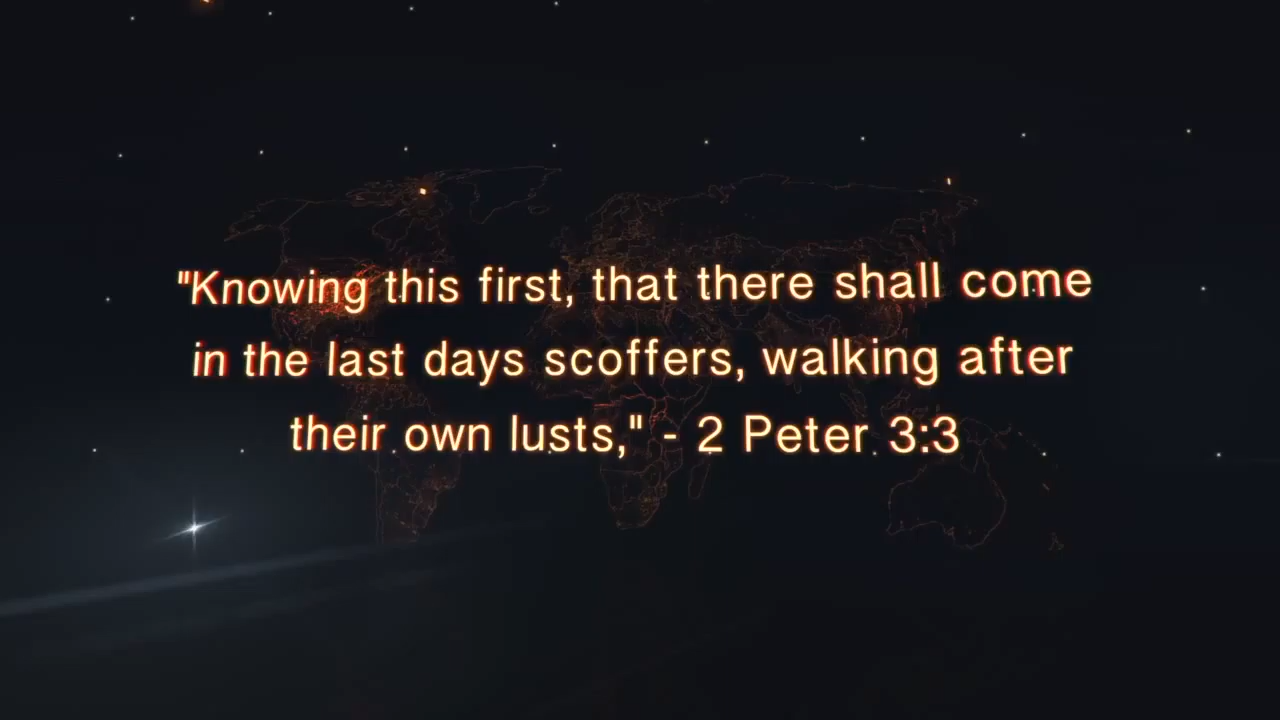 "Knowing this first, that there shall come
in the last days scoffers, walking after
their own lusts," - 2 Peter 3:3